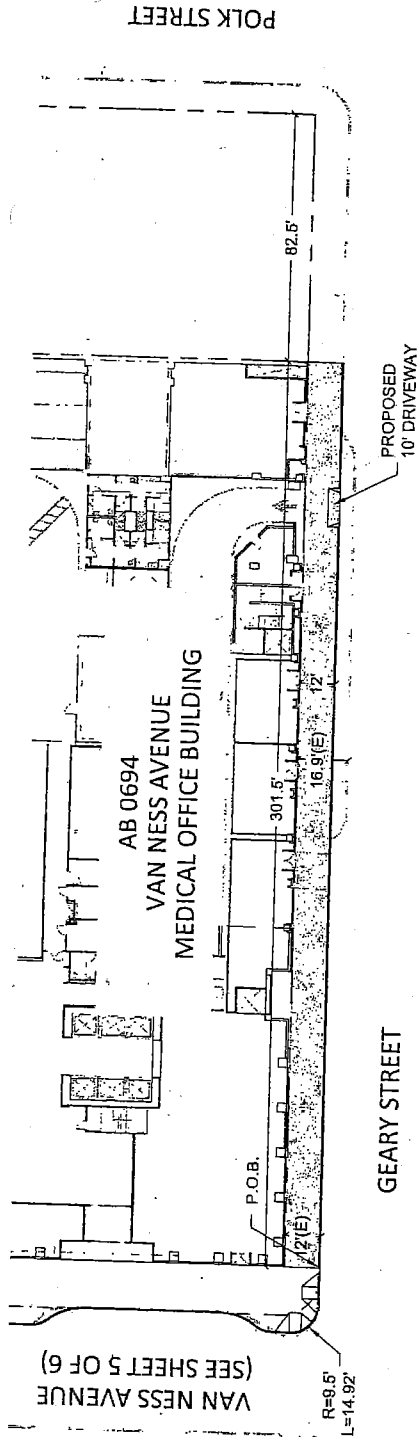 POLK STREET
82.5'
PROPOSED
10' DRIVEWAY
AB 0694
VAN NESS AVENUE
MEDICAL OFFICE BUILDING
301.5'
12'
16.9'(E)
GEARY STREET
P.O.B.
12'(E)
VAN NESS AVENUE
(SEE SHEET 5 OF 6)
R=9.5'
L=14.92'